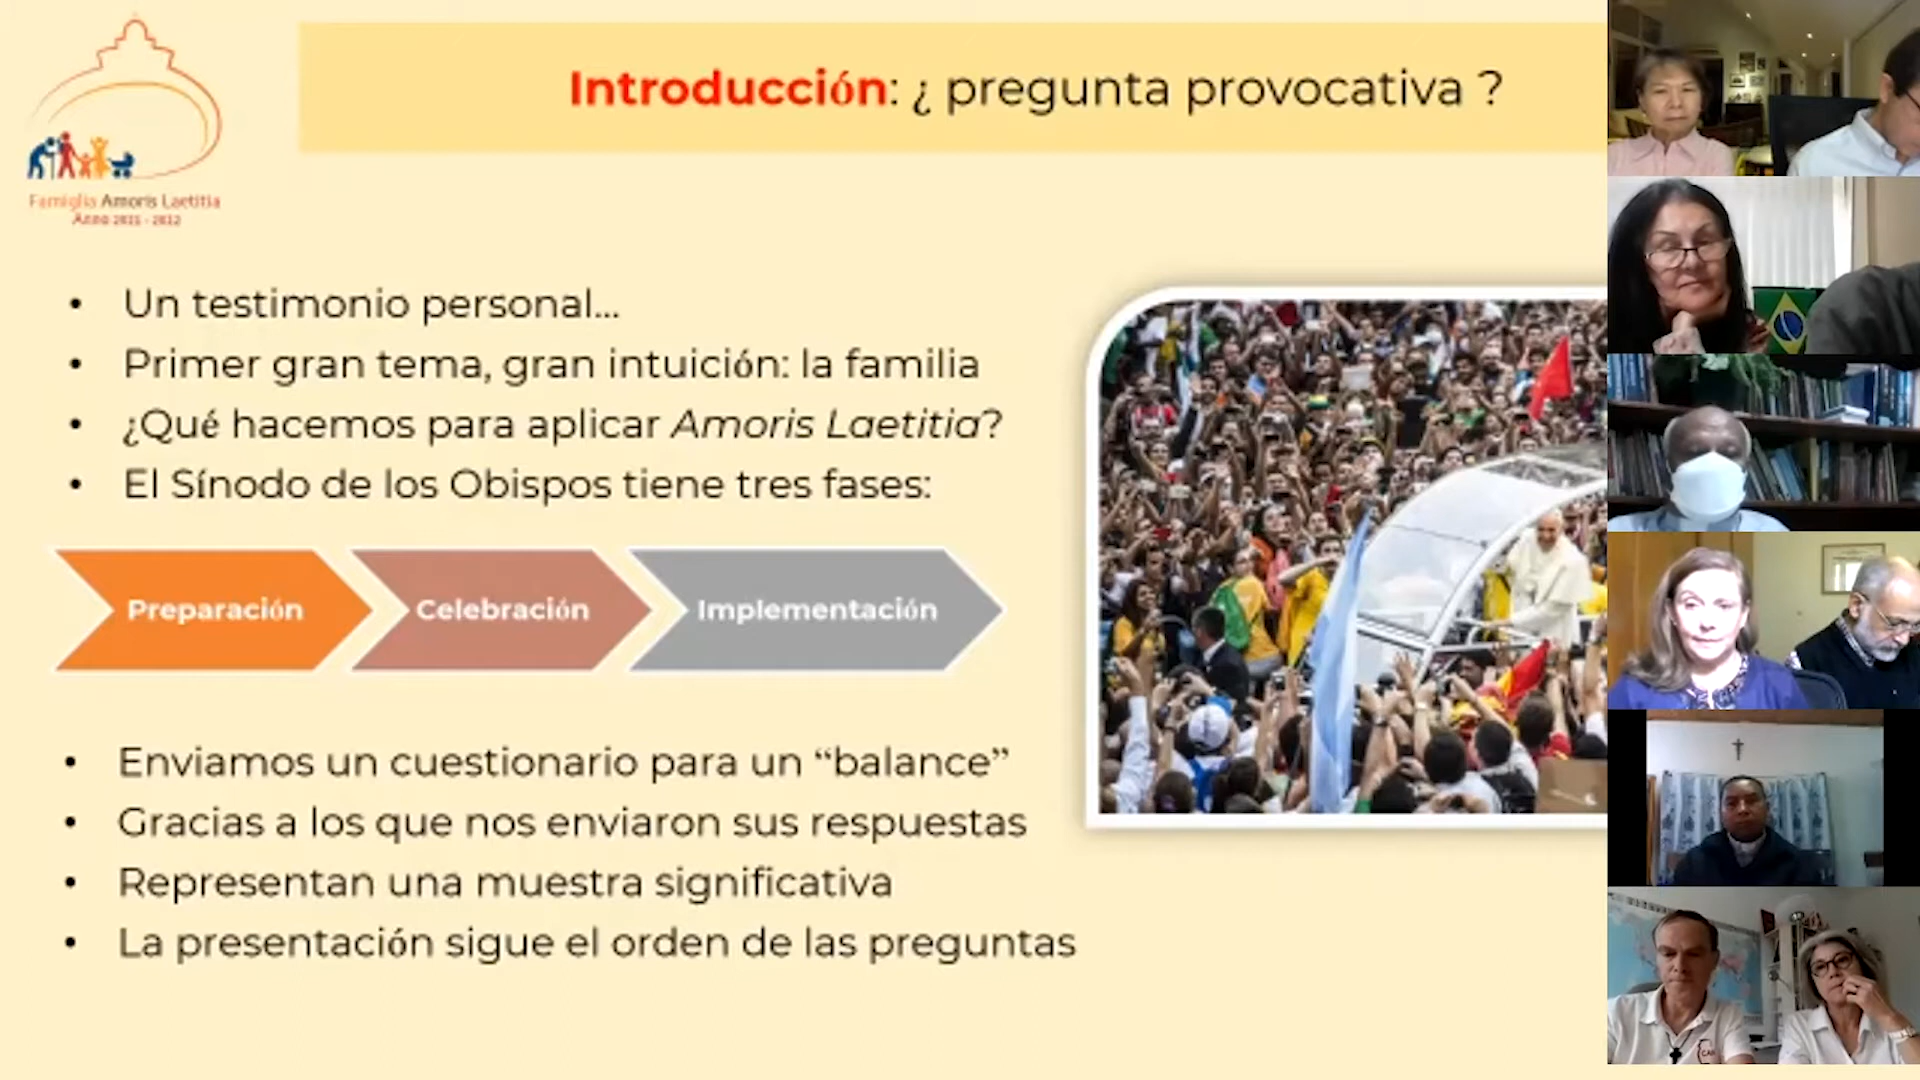 Introducción: ¿ pregunta provocativa ?
Famiglia Amoris Laetitia
Anno 2021 - 2022
• Un testimonio personal...
• Primer gran tema, gran intuición: la familia
• ¿Qué hacemos para aplicar Amoris Laetitia?
• El Sínodo de los Obispos tiene tres fases:
Preparación
Celebración
Implementación
• Enviamos un cuestionario para un “balance”
• Gracias a los que nos enviaron sus respuestas
• Representan una muestra significativa
• La presentación sigue el orden de las preguntas